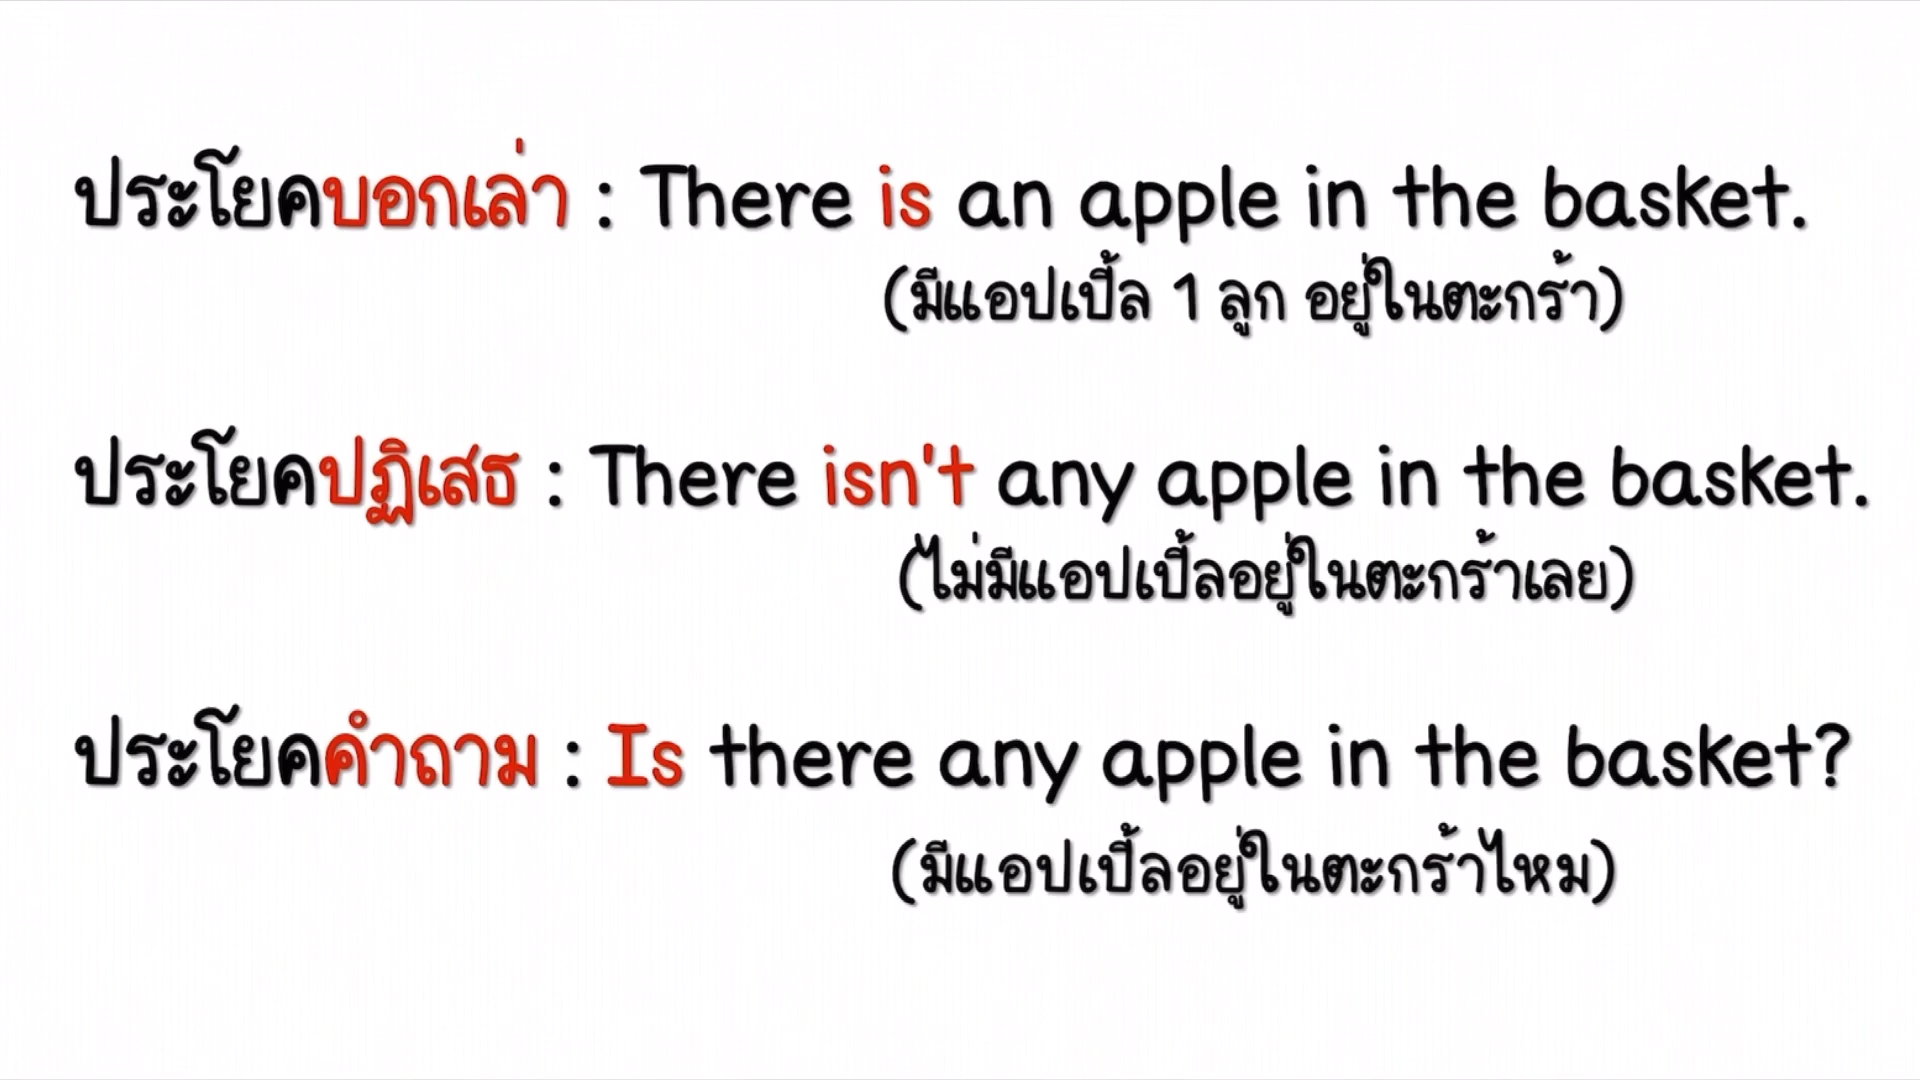 ประโยคบอกเล่า : There is an apple in the basket.
(มีแอปเปิ้ล 1 ลูก อยู่ในตะกร้า)
ประโยคปฏิเสธ : There isn't any apple in the basket.
(ไม่มีแอปเปิ้ลอยู่ในตะกร้าเลย)
ประโยคคำถาม : Is there any apple in the basket?
(มีแอปเปิ้ลอยู่ในตะกร้าไหม)